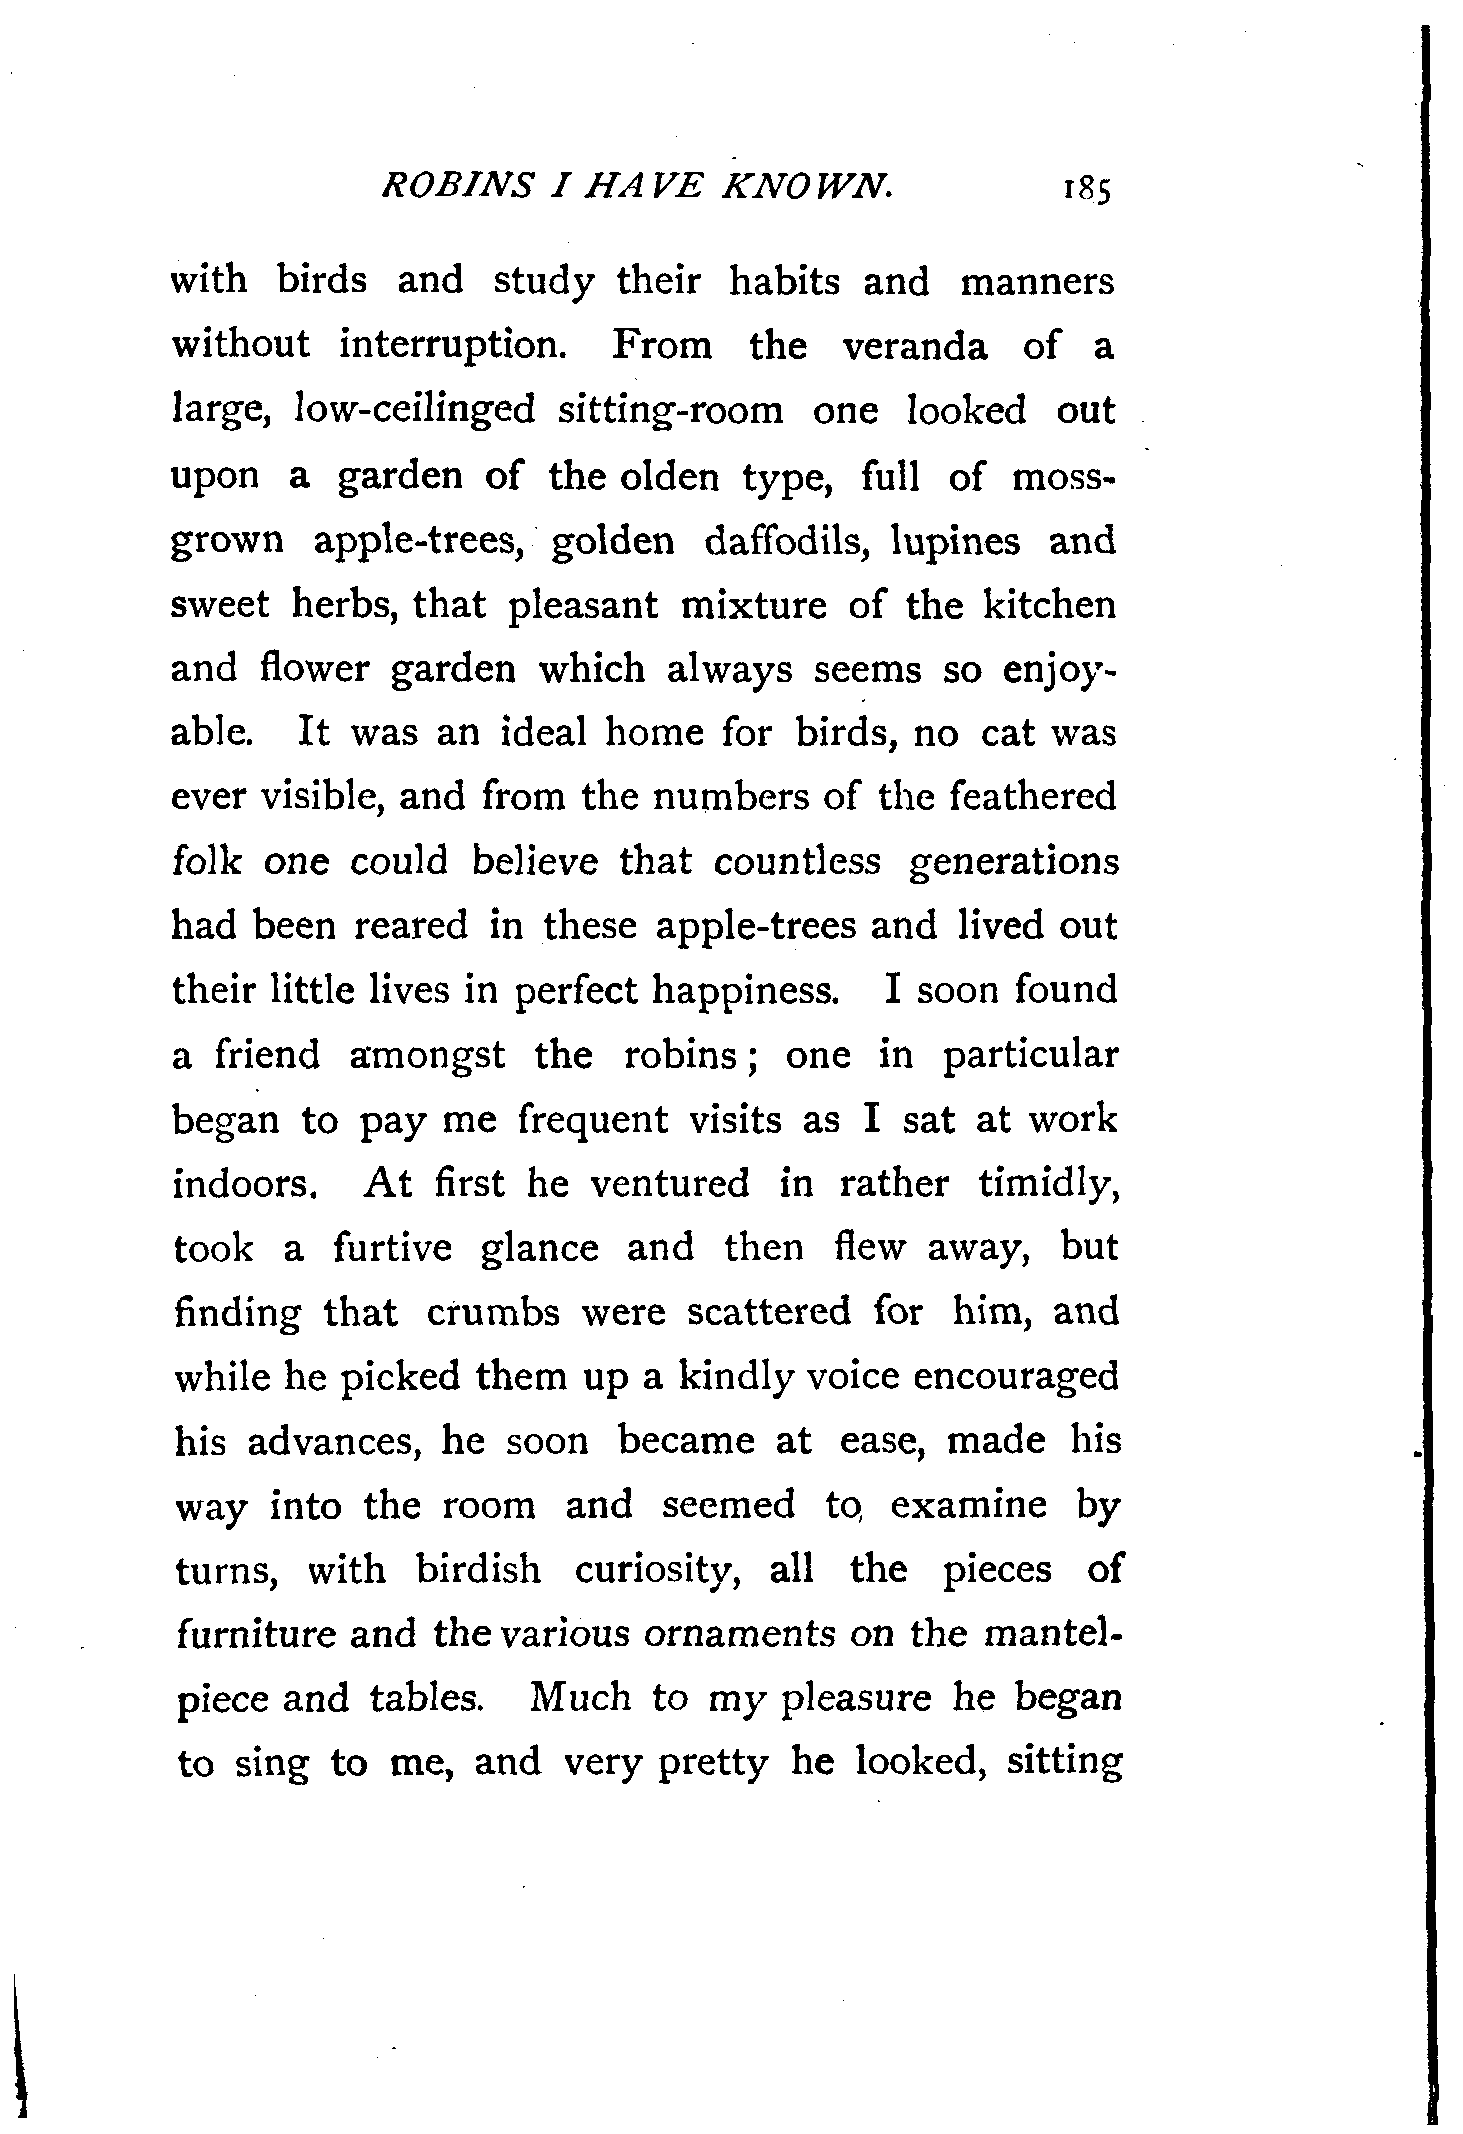 ROBINS I HAVE KNOWN. 185
with birds and study their habits and manners
without interruption. From the veranda of a
large, low-ceilinged sitting-room one looked out
upon a garden of the olden type, full of moss-
grown apple-trees, golden daffodils, lupines and
sweet herbs, that pleasant mixture of the kitchen
and flower garden which always seems so enjoy-
able. It was an ideal home for birds, no cat was
ever visible, and from the numbers of the feathered
folk one could believe that countless generations
had been reared in these apple-trees and lived out
their little lives in perfect happiness. I soon found
a friend amongst the robins ; one in particular
began to pay me frequent visits as I sat at work
indoors. At first he ventured in rather timidly,
took a furtive glance and then flew away, but
finding that crumbs were scattered for him, and
while he picked them up a kindly voice encouraged
his advances, he soon became at ease, made his
way into the room and seemed to, examine by
turns, with birdish curiosity, all the pieces of
furniture and the various ornaments on the mantel-
piece and tables. Much to my pleasure he began
to sing to me, and very pretty he looked, sitting